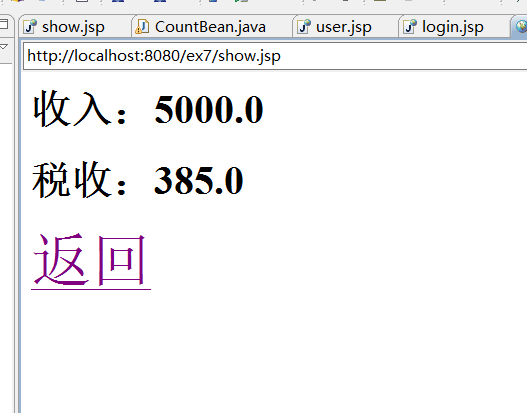 show.jsp CountBean.java user.jsp login.jsp
http://localhost:8080/ex7/show.jsp
收入：5000.0
税收：385.0
返回